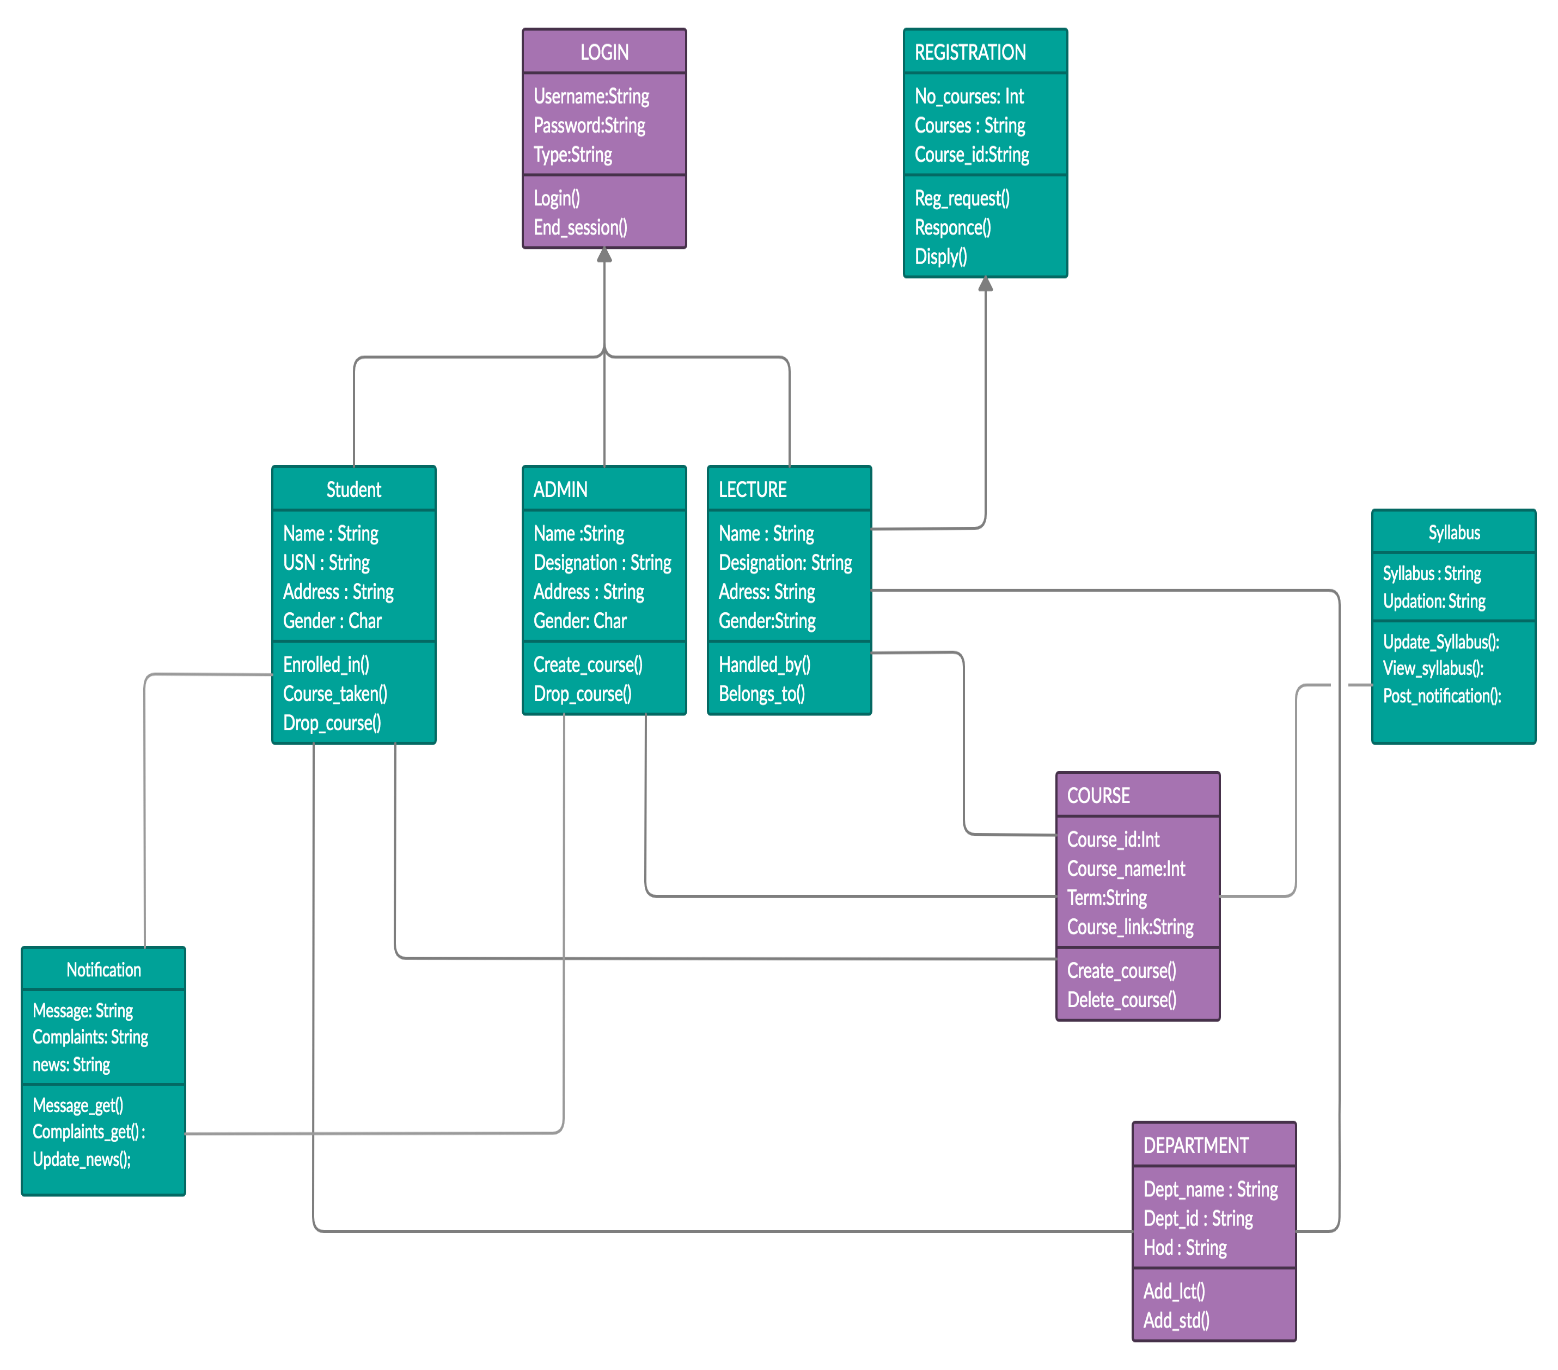 LOGIN
Username:String
Password:String
Type:String
Login()
End_session()
REGISTRATION
No_courses: Int
Courses : String
Course_id:String
Reg_request()
Responce()
Disply()
Student
Name : String
USN : String
Address : String
Gender : Char
Enrolled_in()
Course_taken()
Drop_course()
ADMIN
Name :String
Designation : String
Address : String
Gender: Char
Create_course()
Drop_course()
LECTURE
Name : String
Designation: String
Adress: String
Gender:String
Handled_by()
Belongs_to()
Syllabus
Syllabus : String
Updation: String
Update_Syllabus():
View_syllabus():
Post_notification():
COURSE
Course_id:Int
Course_name:Int
Term:String
Course_link:String
Create_course()
Delete_course()
Notification
Message: String
Complaints: String
news: String
Message_get()
Complaints_get() :
Update_news();
DEPARTMENT
Dept_name : String
Dept_id : String
Hod : String
Add_lct()
Add_std()